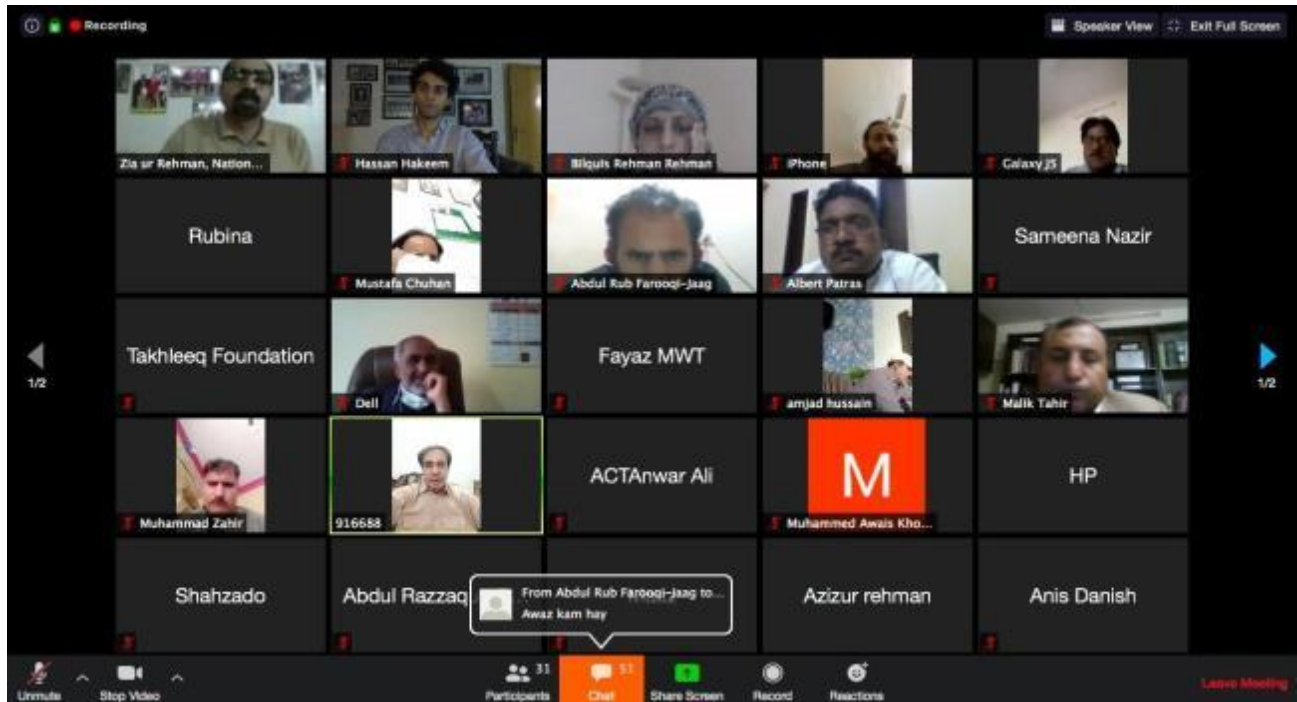 Recording
Speaker View
Exit Full Screen
Zia ur Rehman, Nation...
Hassan Hakeem
Bilquis Rehman Rehman
iPhone
Galaxy J5
Rubina
Mustafa Chuhan
Abdul Rub Farooqi-Jaag
Albert Patras
Sameena Nazir
Takhleeq Foundation
Dell
Fayaz MWT
amjad hussain
Malik Tahir
1/2
1/2
Muhammad Zahir
916688
ACTAnwar Ali
M
Muhammed Awais Kho...
HP
Shahzado
Abdul Razzaq
From Abdul Rub Farooqi-Jaag to...
Awaz kam hay
Azizur rehman
Anis Danish
Unmute
Stop Video
Participants
31
Chat
51
Share Screen
Record
Reactions
Leave Meeting